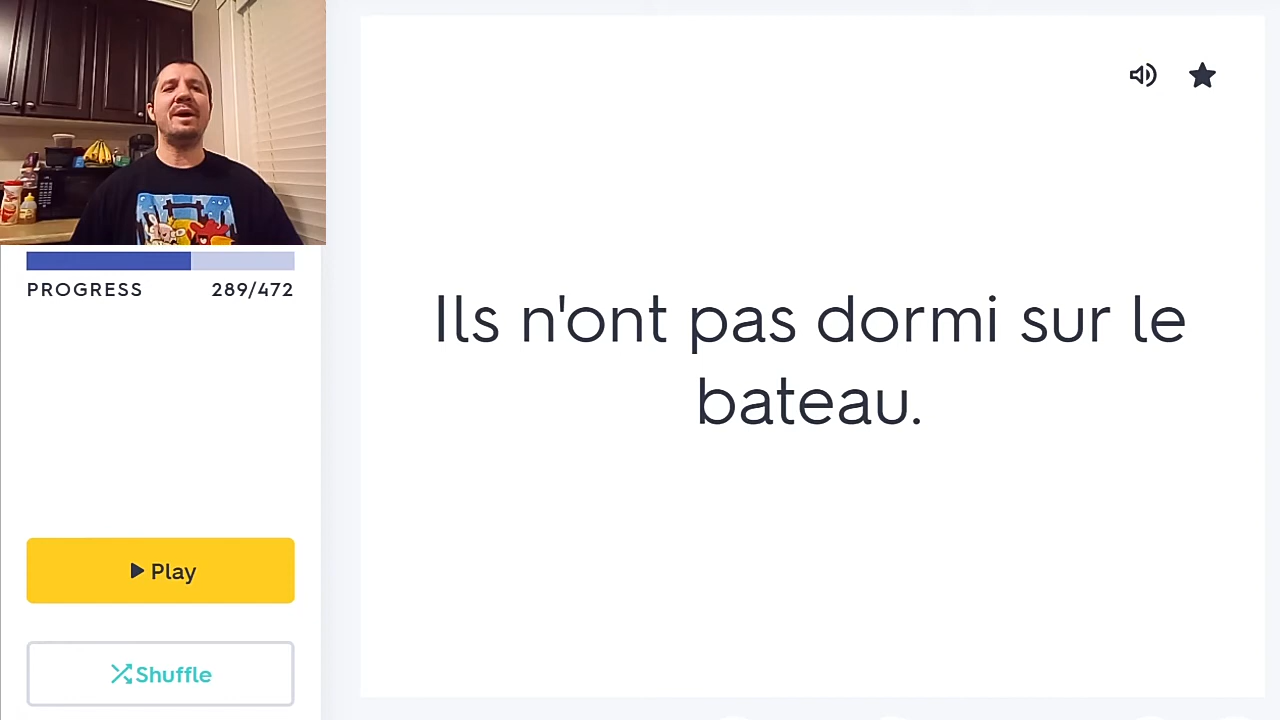 Ils n'ont pas dormi sur le
bateau.
PROGRESS 289/472
Play
Shuffle